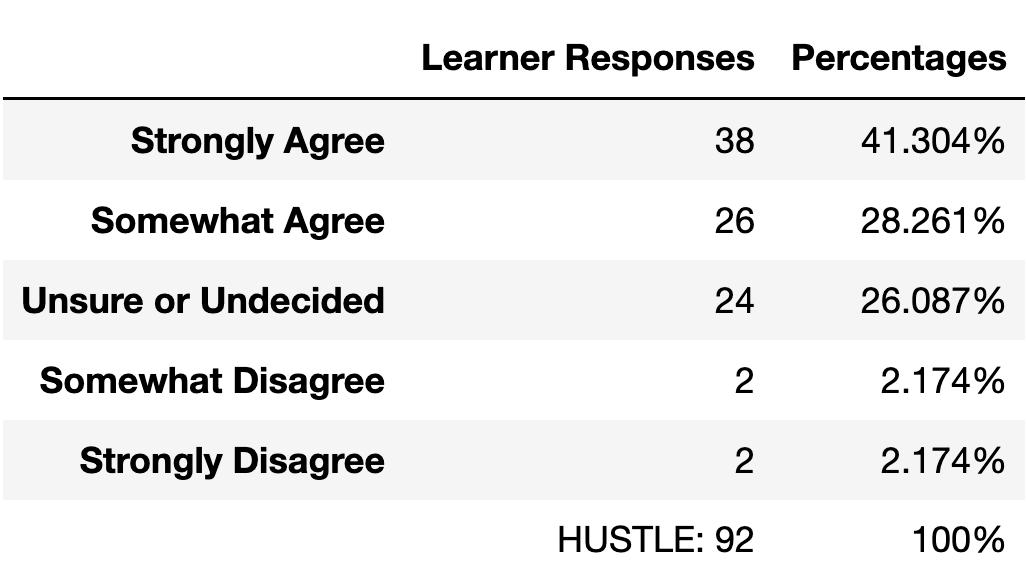 Learner Responses Percentages
Strongly Agree 38 41.304%
Somewhat Agree 26 28.261%
Unsure or Undecided 24 26.087%
Somewhat Disagree 2 2.174%
Strongly Disagree 2 2.174%
HUSTLE: 92 100%